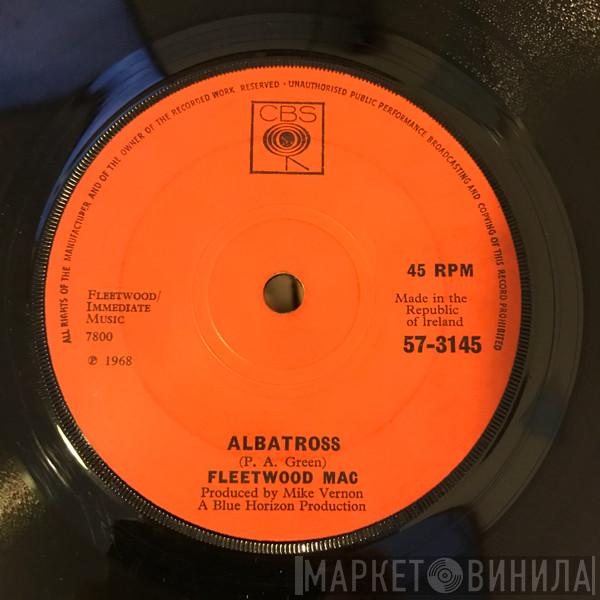 ALL RIGHTS OF THE MANUFACTURER AND OF THE OWNER OF THE RECORDED WORK RESERVED - UNAUTHORISED PUBLIC PERFORMANCE BROADCASTING AND COPYING OF THIS RECORD PROHIBITED
CBS
45 RPM
Made in the
Republic
of Ireland
57-3145
FLEETWOOD/
IMMEDIATE
MUSIC
7800
℗ 1968
ALBATROSS
(P. A. Green)
FLEETWOOD MAC
Produced by Mike Vernon
A Blue Horizon Production
МАРКЕТ ВИНИЛА